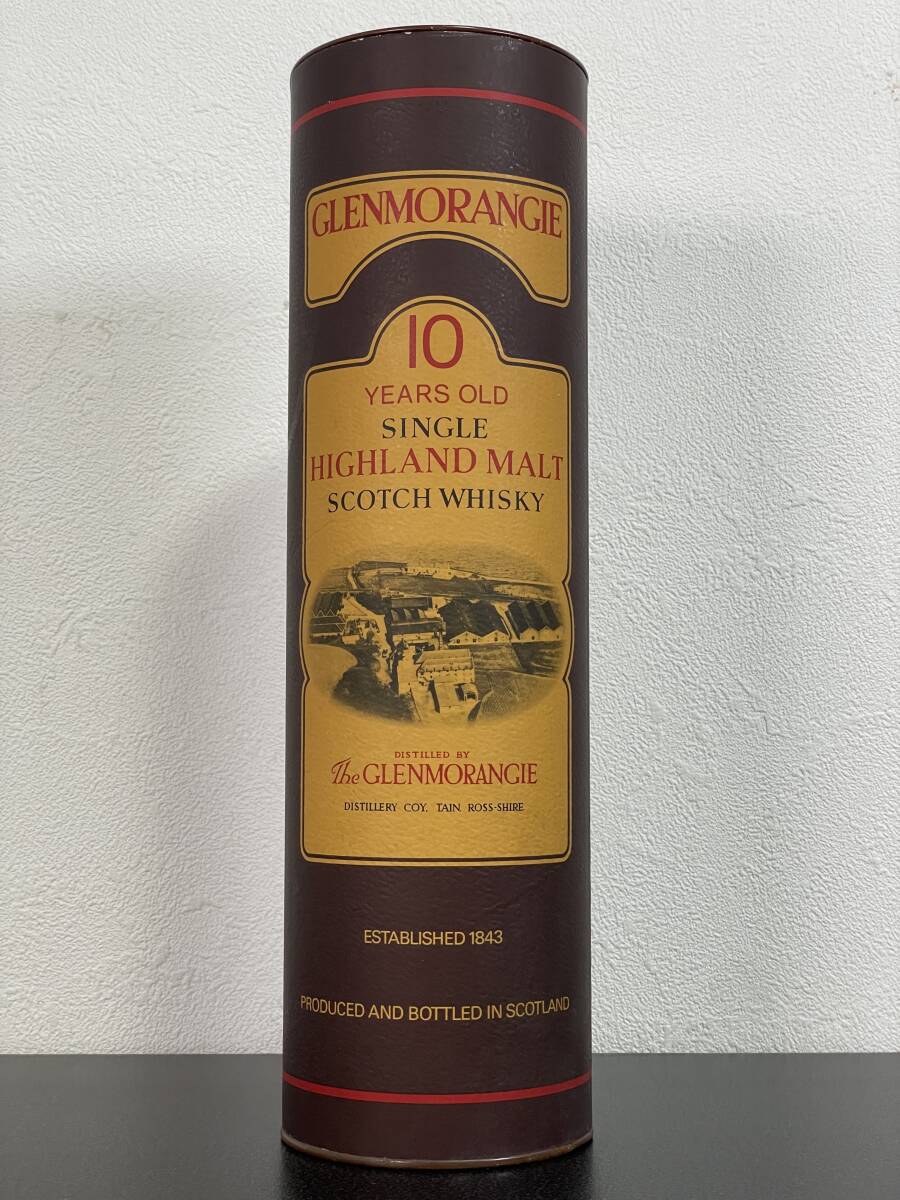 GLENMORANGIE
10
YEARS OLD
SINGLE
HIGHLAND MALT
SCOTCH WHISKY
DISTILLED BY
The GLENMORANGIE
DISTILLERY COY, TAIN, ROSS-SHIRE
ESTABLISHED 1843
PRODUCED AND BOTTLED IN SCOTLAND